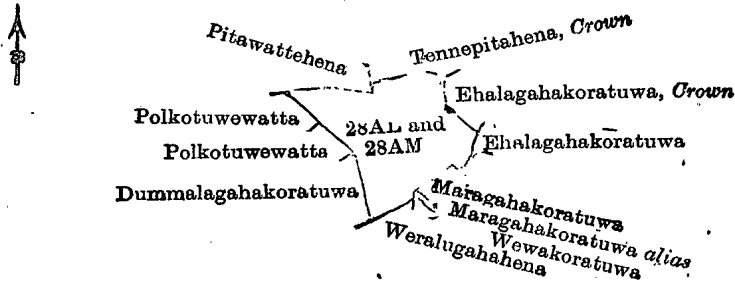 Pitawattehena
Tennepitahena, Crown
Ehalagahakoratuwa, Crown
Polkotuwewatta
28AL and
28AM
Ehalagahakoratuwa
Polkotuwewatta
Dummalagahakoratuwa
Maragahakoratuwa
Maragahakoratuwa alias
Wewakoratuwa
Weralugahahena